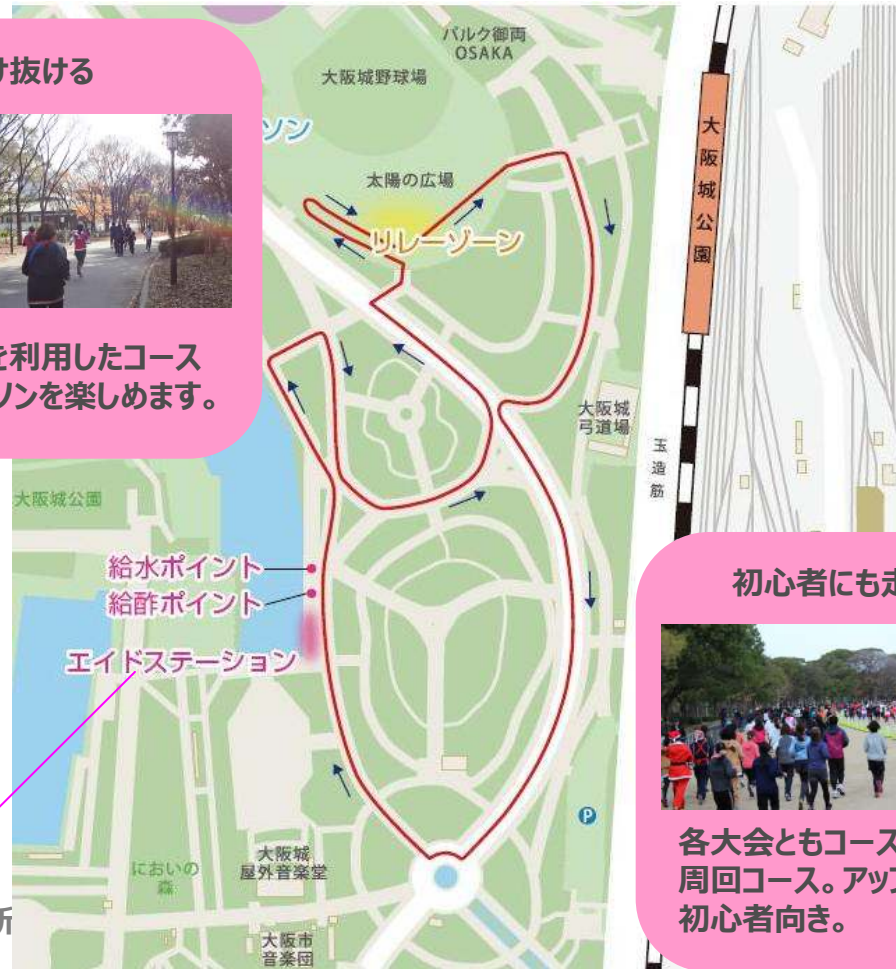 け抜ける
を利用したコース
ソンを楽しめます。
バルク御両
OSAKA
大阪城野球場
ソン
太陽の広場
リレーゾーン
大阪城公園
大阪城
弓道場
玉造筋
大阪城公園
給水ポイント
給酢ポイント
エイドステーション
P
大阪城
屋外音楽堂
においの
森
大阪市
音楽団
所
初心者にも走
各大会ともコース
周回コース。アップ
初心者向き。